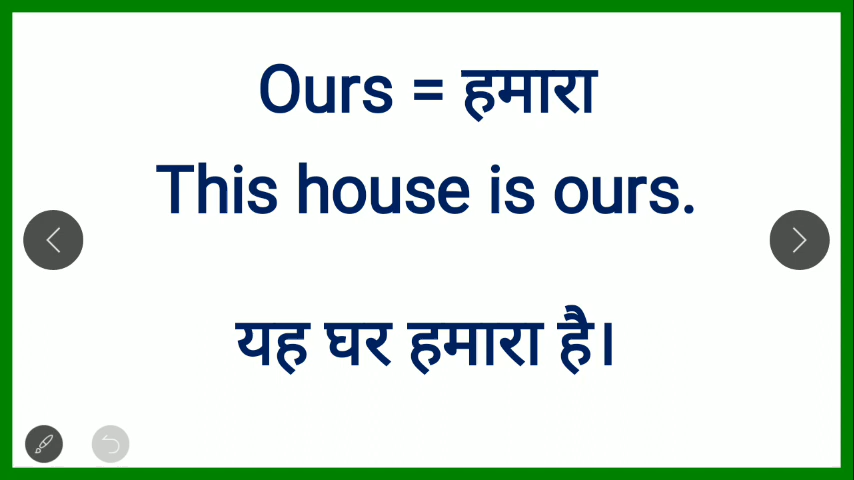 Ours = हमारा
This house is ours.
यह घर हमारा है।